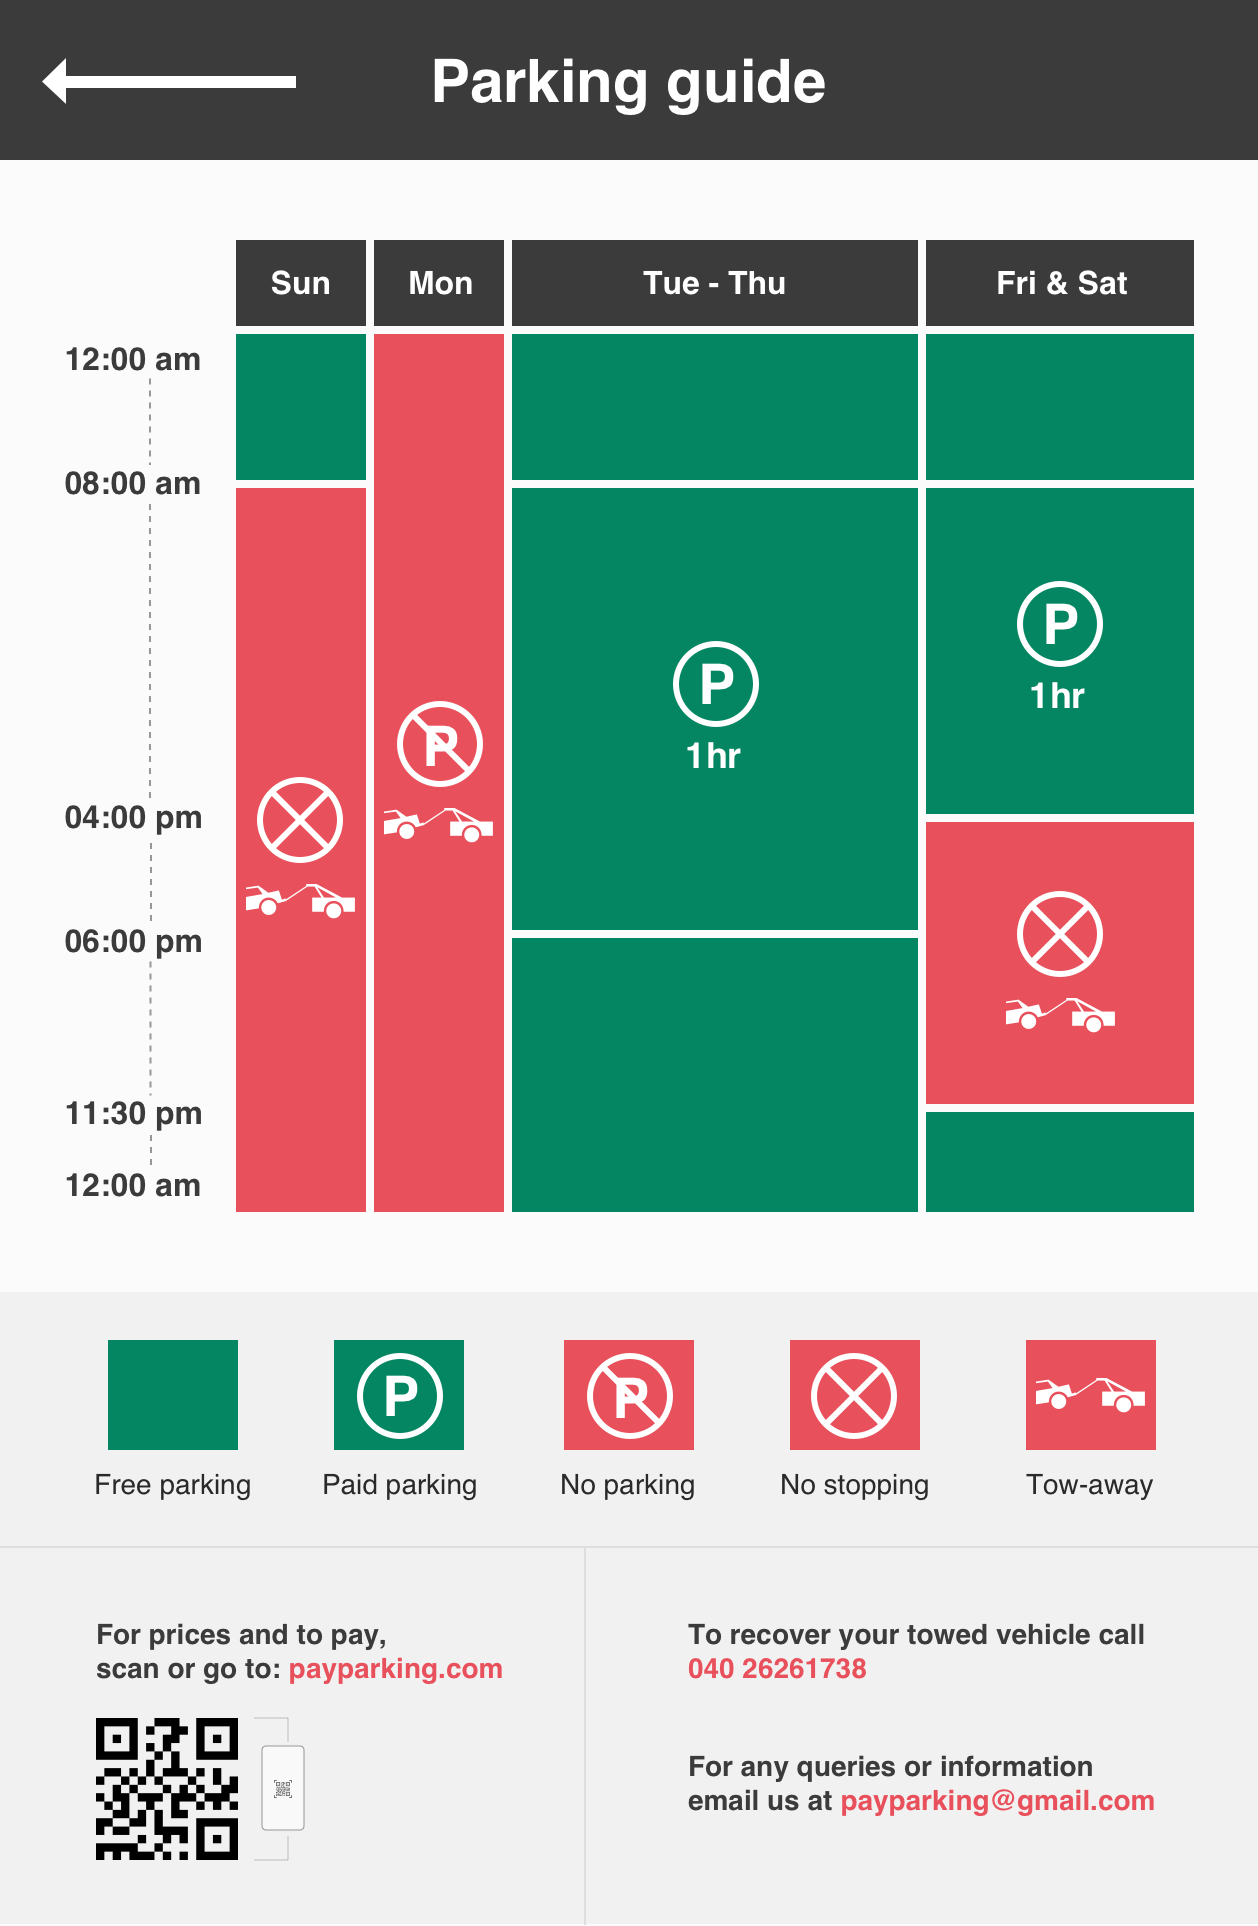 Parking guide
Sun Mon Tue - Thu Fri & Sat
12:00 am
08:00 am
P
1hr
P
1hr
P
04:00 pm
06:00 pm
11:30 pm
12:00 am
P
P
Free parking Paid parking No parking No stopping Tow-away
For prices and to pay,
scan or go to: payparking.com
To recover your towed vehicle call
040 26261738
For any queries or information
email us at payparking@gmail.com